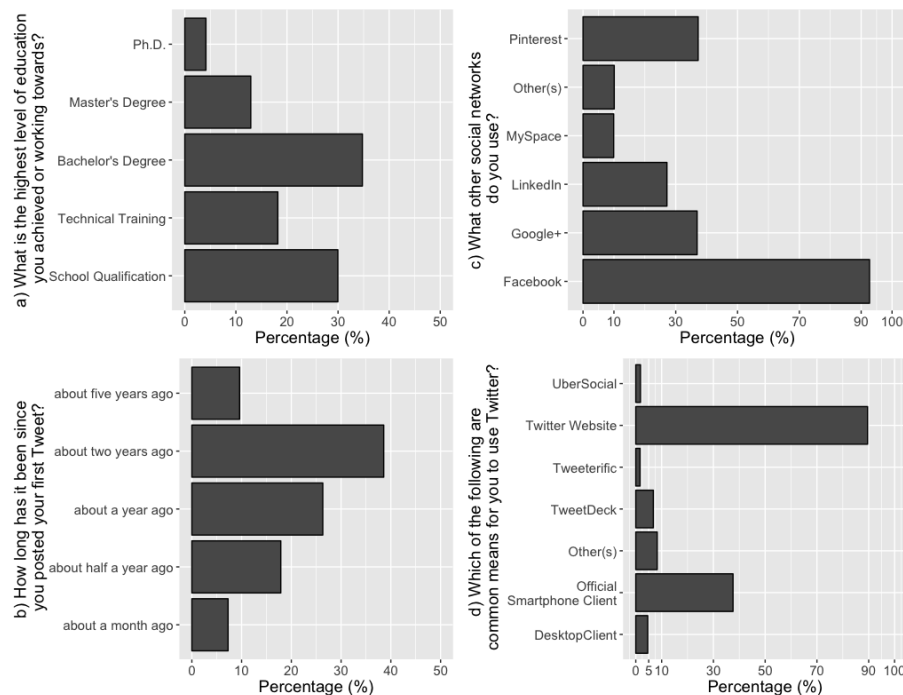 a) What is the highest level of education
you achieved or working towards?
Ph.D.
Master's Degree
Bachelor's Degree
Technical Training
School Qualification
0 10 20 30 40 50
Percentage (%)
c) What other social networks
do you use?
Pinterest
Other(s)
MySpace
LinkedIn
Google+
Facebook
0 10 30 50 70 90 100
Percentage (%)
b) How long has it been since
you posted your first Tweet?
about five years ago
about two years ago
about a year ago
about half a year ago
about a month ago
0 10 20 30 40 50
Percentage (%)
d) Which of the following are
common means for you to use Twitter?
UberSocial
Twitter Website
Tweeterific
TweetDeck
Other(s)
Official
Smartphone Client
DesktopClient
0 5 10 30 50 70 90 100
Percentage (%)